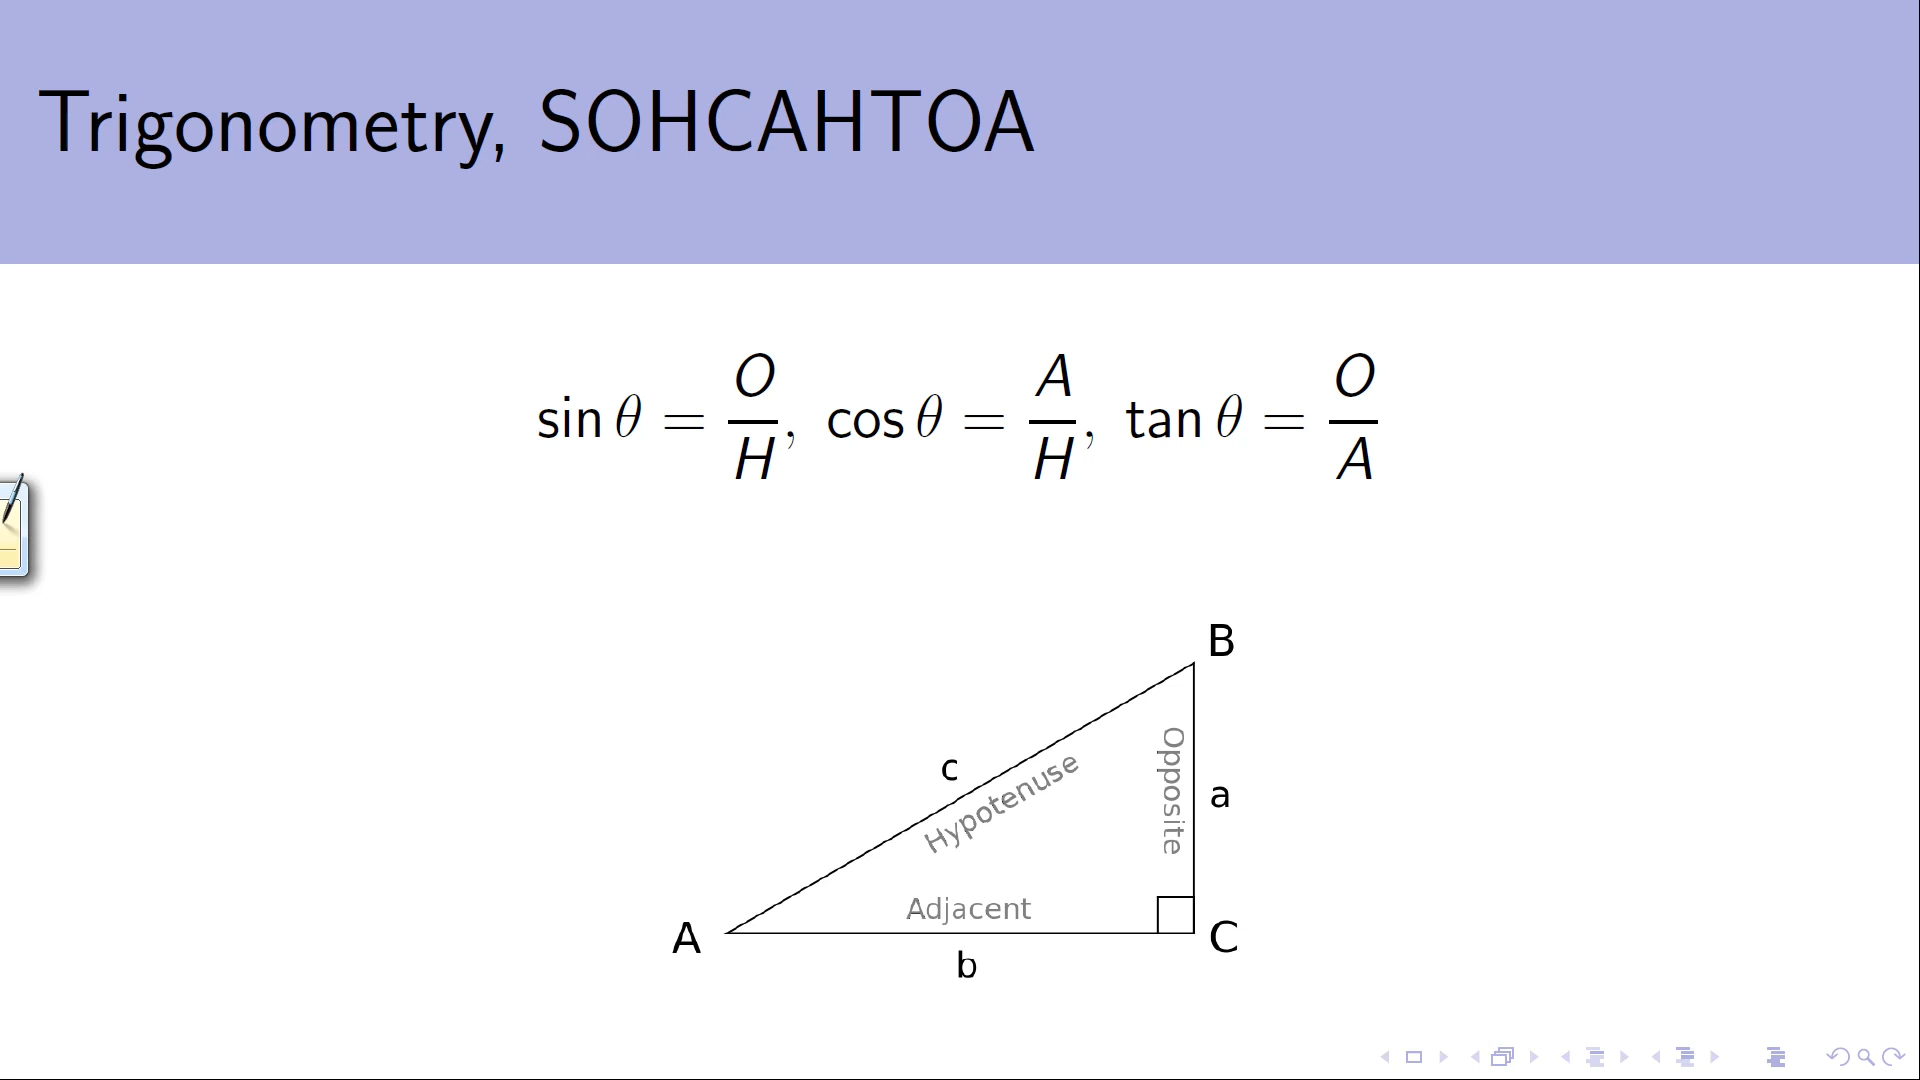 Trigonometry, SOHCAHTOA
sin θ = O/H, cos θ = A/H, tan θ = O/A
B
c
Hypotenuse
Opposite
a
Adjacent
A
C
b